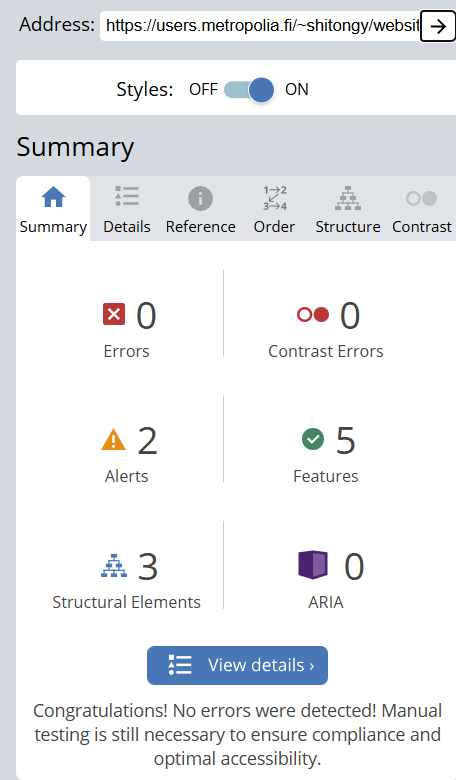 Address: https://users.metropolia.fi/~shitongy/websit
Styles: OFF ON
Summary
Summary Details Reference Order Structure Contrast
0 0
Errors Contrast Errors
2 5
Alerts Features
3 0
Structural Elements ARIA
View details ›
Congratulations! No errors were detected! Manual
testing is still necessary to ensure compliance and
optimal accessibility.